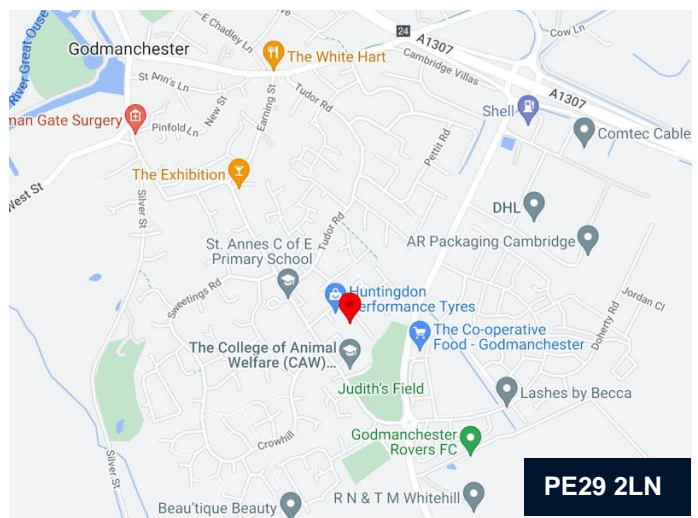 Cow Ln
E Chadley Ln
24
A1307
Godmanchester
The White Hart
Cambridge Villas
River Great Ouse
St Ann's Ln
New St
Earning St
Tudor Rd
A1307
Shell
man Gate Surgery
Pinfold Ln
Pettit Rd
Comtec Cable
The Exhibition
West St
Silver St
DHL
Tudor Rd
AR Packaging Cambridge
St. Annes C of E
Primary School
Sweetings Rd
Huntingdon
Performance Tyres
Jordan Cl
Doherty Rd
The Co-operative
Food - Godmanchester
The College of Animal
Welfare (CAW)...
Judith's Field
Lashes by Becca
Crowhill
Godmanchester
Rovers FC
Silver St
PE29 2LN
R N & T M Whitehill
Beau'tique Beauty